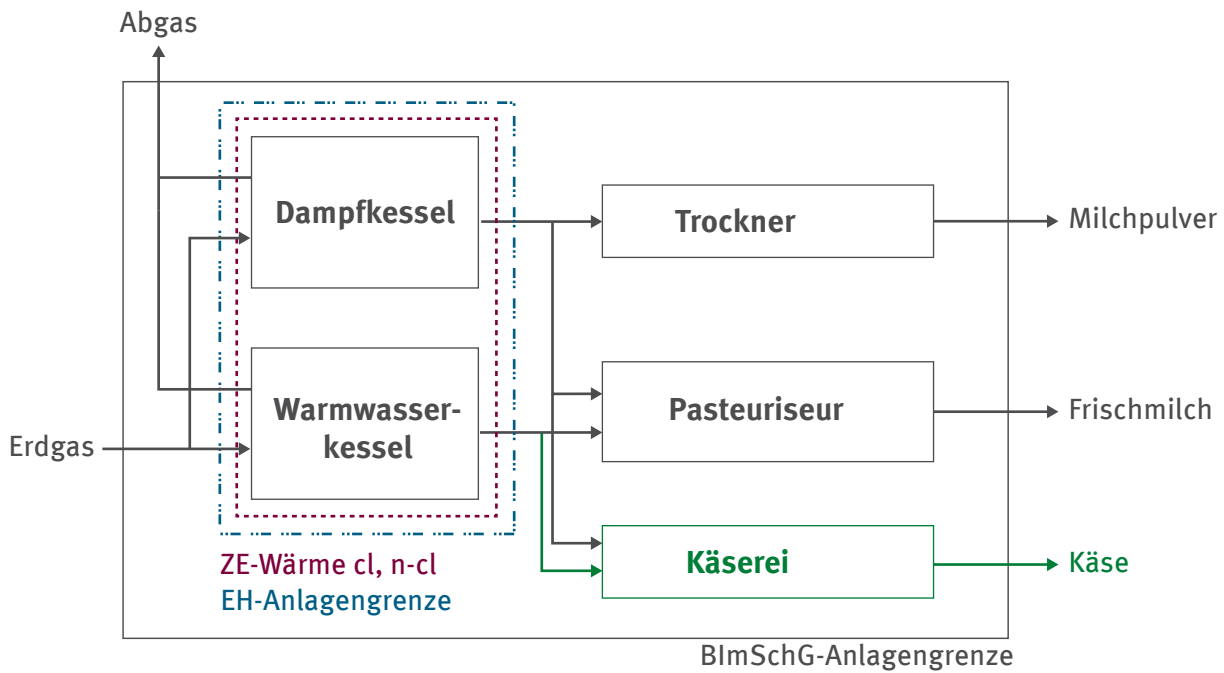 Abgas
Dampfkessel
Trockner
Milchpulver
Warmwasser-
kessel
Pasteuriseur
Frischmilch
Erdgas
ZE-Wärme cl, n-cl
EH-Anlagengrenze
Käserei
Käse
BImSchG-Anlagengrenze